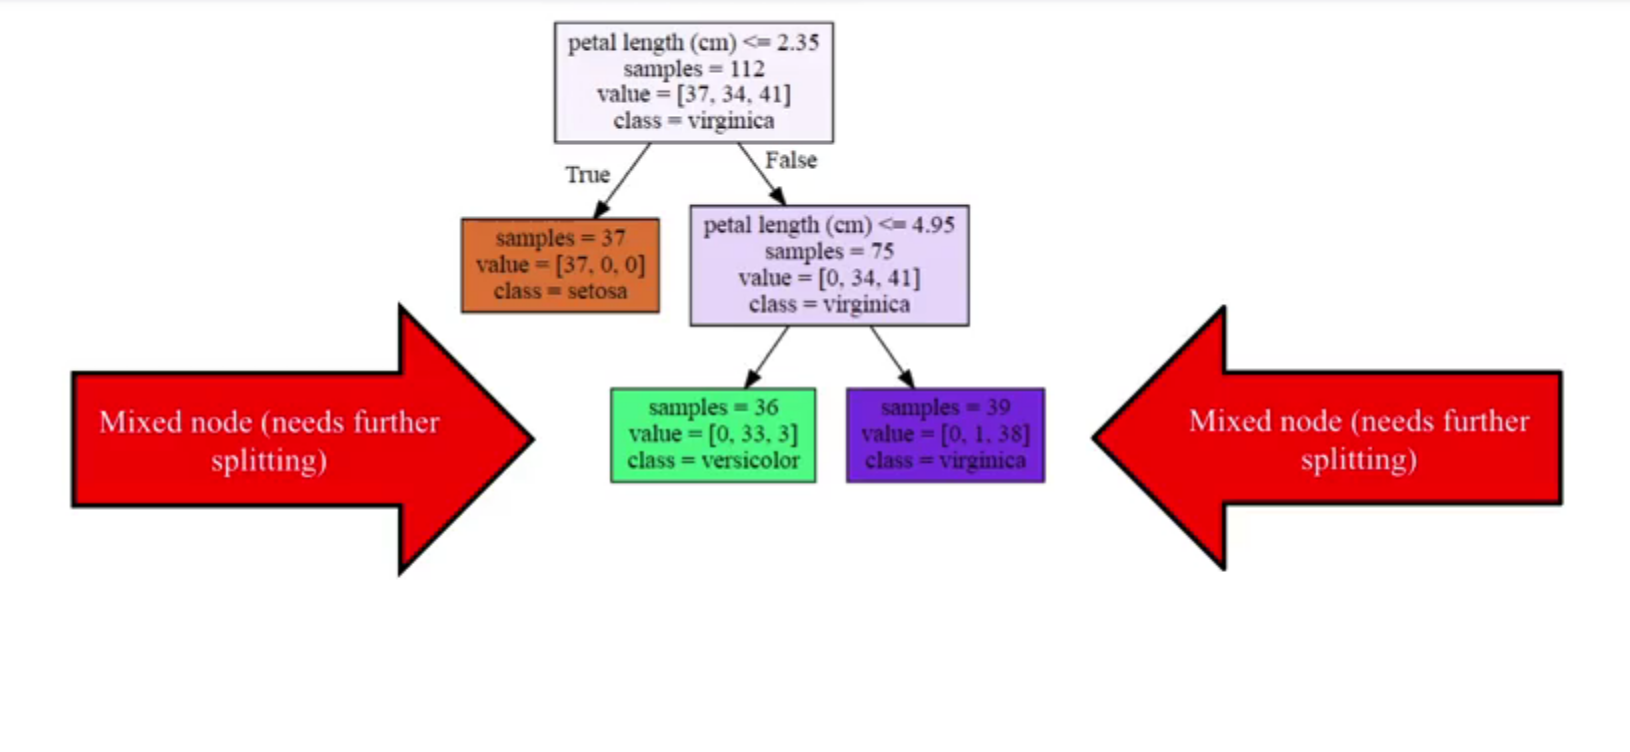 petal length (cm) <= 2.35
samples = 112
value = [37, 34, 41]
class = virginica
True
False
samples = 37
value = [37, 0, 0]
class = setosa
petal length (cm) <= 4.95
samples = 75
value = [0, 34, 41]
class = virginica
Mixed node (needs further
splitting)
samples = 36
value = [0, 33, 3]
class = versicolor
samples = 39
value = [0, 1, 38]
class = virginica
Mixed node (needs further
splitting)